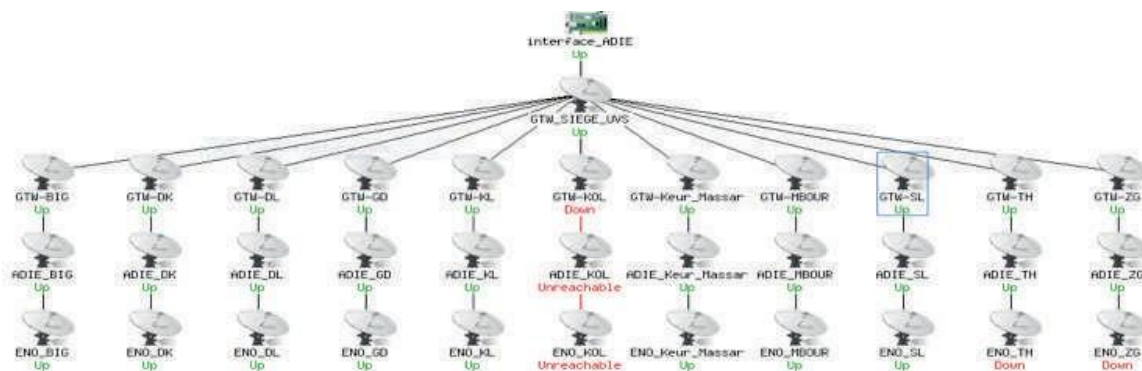 interface_ADIE
Up
GTW_SIEGE_UVS
Up
GTW-BIG GTW-DK GTW-DL GTW-GD GTW-KL GTW-KOL GTW-Keur_Massar GTW-MBOUR GTW-SL GTW-TH GTW-ZG
Up Up Up Up Up Down Up Up Up Up Up
ADIE_BIG ADIE_DK ADIE_DL ADIE_GD ADIE_KL ADIE_KOL ADIE_Keur_Massar ADIE_MBOUR ADIE_SL ADIE_TH ADIE_ZG
Up Up Up Up Up Unreachable Up Up Up Up Up
ENO_BIG ENO_DK ENO_DL ENO_GD ENO_KL ENO_KOL ENO_Keur_Massar ENO_MBOUR ENO_SL ENO_TH ENO_ZG
Up Up Up Up Up Unreachable Up Up Up Down Down